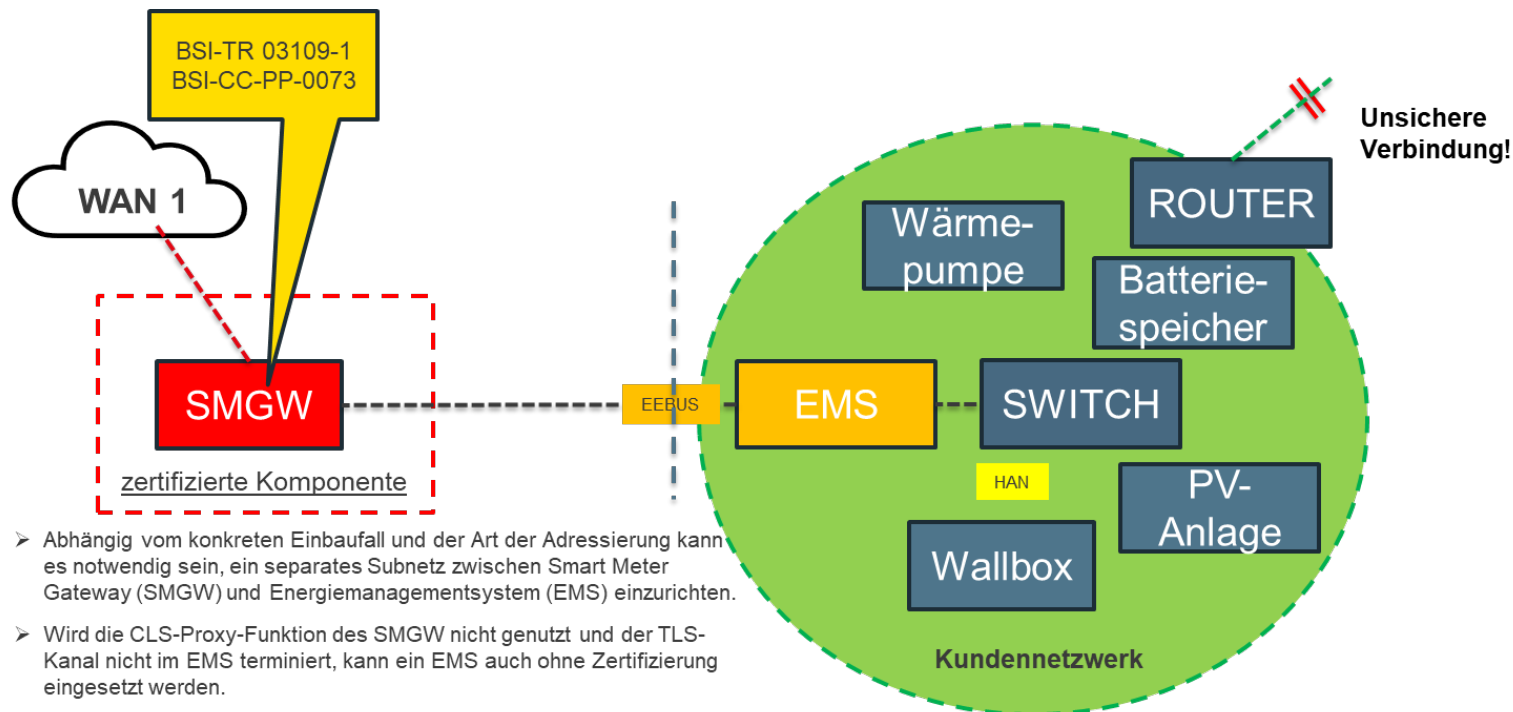 BSI-TR 03109-1
BSI-CC-PP-0073
WAN 1
Unsichere
Verbindung!
ROUTER
Wärme-
pumpe
Batterie-
speicher
SMGW
EEBUS
EMS
SWITCH
zertifizierte Komponente
HAN
PV-
Anlage
Wallbox
Kundennetzwerk
➢ Abhängig vom konkreten Einbaufall und der Art der Adressierung kann
es notwendig sein, ein separates Subnetz zwischen Smart Meter
Gateway (SMGW) und Energiemanagementsystem (EMS) einzurichten.
➢ Wird die CLS-Proxy-Funktion des SMGW nicht genutzt und der TLS-
Kanal nicht im EMS terminiert, kann ein EMS auch ohne Zertifizierung
eingesetzt werden.